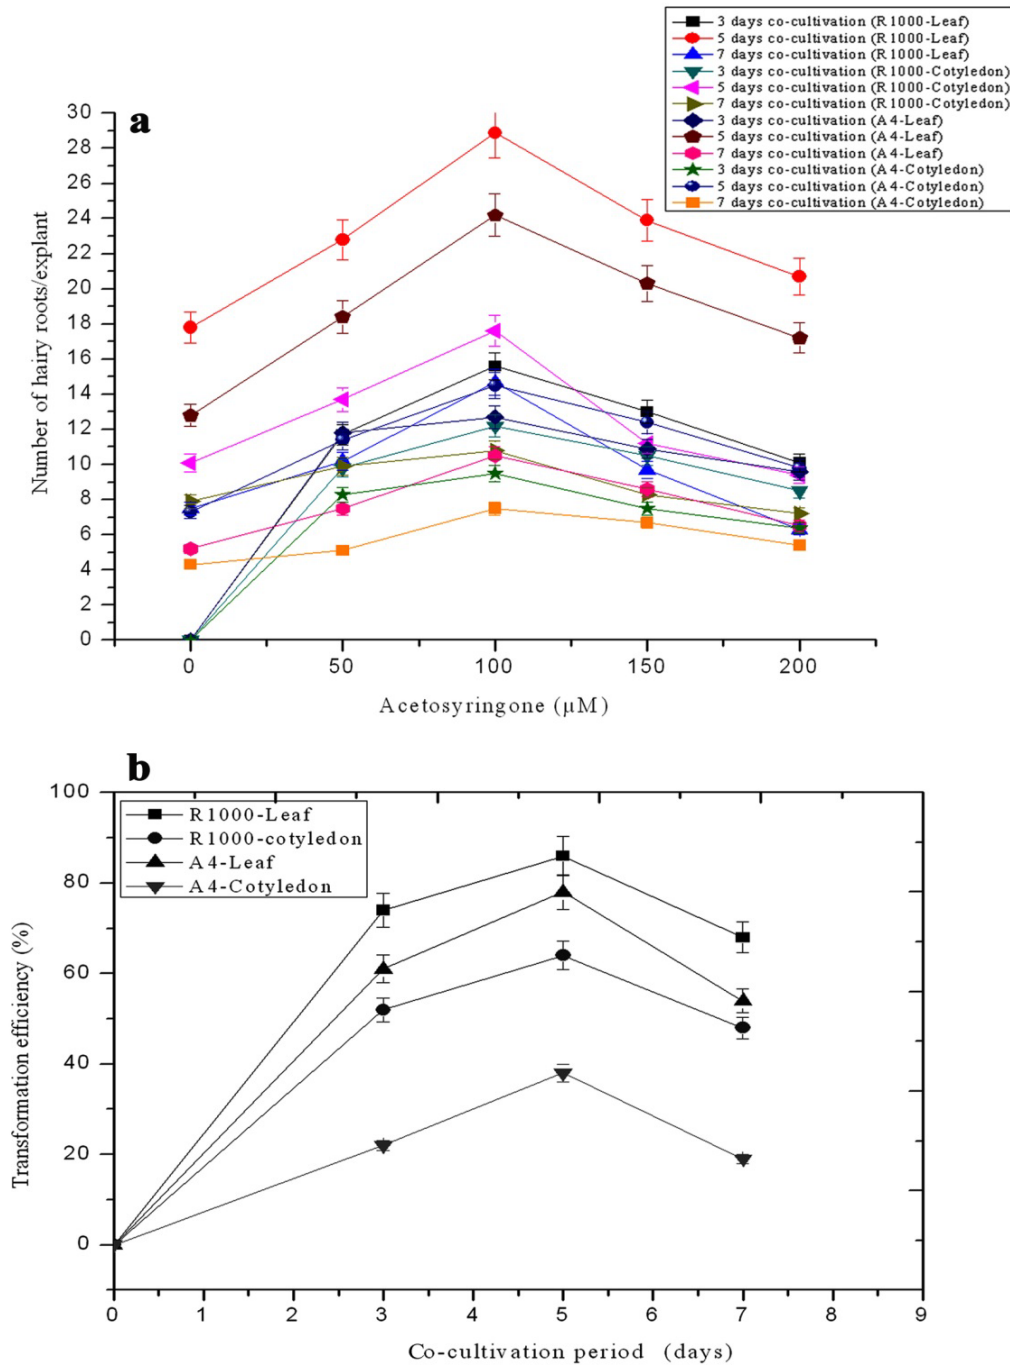 3 days co-cultivation (R1000-Leaf)
5 days co-cultivation (R1000-Leaf)
7 days co-cultivation (R1000-Leaf)
3 days co-cultivation (R1000-Cotyledon)
5 days co-cultivation (R1000-Cotyledon)
7 days co-cultivation (R1000-Cotyledon)
3 days co-cultivation (A4-Leaf)
5 days co-cultivation (A4-Leaf)
7 days co-cultivation (A4-Leaf)
3 days co-cultivation (A4-Cotyledon)
5 days co-cultivation (A4-Cotyledon)
7 days co-cultivation (A4-Cotyledon)
a
Number of hairy roots/explant
30
28
26
24
22
20
18
16
14
12
10
8
6
4
2
0
0 50 100 150 200
Acetosyringone (µM)
b
R1000-Leaf
R1000-cotyledon
A4-Leaf
A4-Cotyledon
Transformation efficiency (%)
100
80
60
40
20
0
0 1 2 3 4 5 6 7 8 9
Co-cultivation period (days)